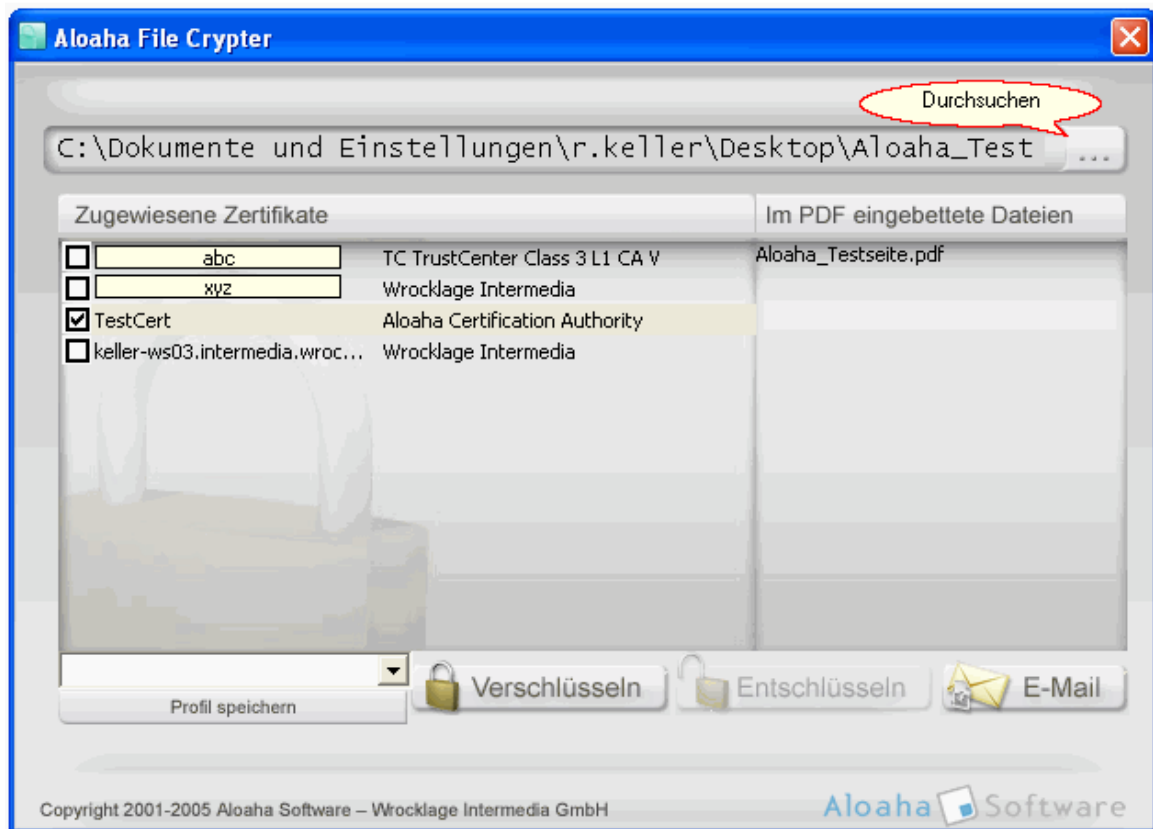 Aloaha File Crypter
Durchsuchen
C:\Dokumente und Einstellungen\r.keller\Desktop\Aloaha_Test ...
Zugewiesene Zertifikate Im PDF eingebettete Dateien
abc TC TrustCenter Class 3 L1 CA V Aloaha_Testseite.pdf
xyz Wrocklage Intermedia
TestCert Aloaha Certification Authority
keller-ws03.intermedia.wroc... Wrocklage Intermedia
Verschlüsseln Entschlüsseln E-Mail
Profil speichern
Copyright 2001-2005 Aloaha Software – Wrocklage Intermedia GmbH Aloaha Software